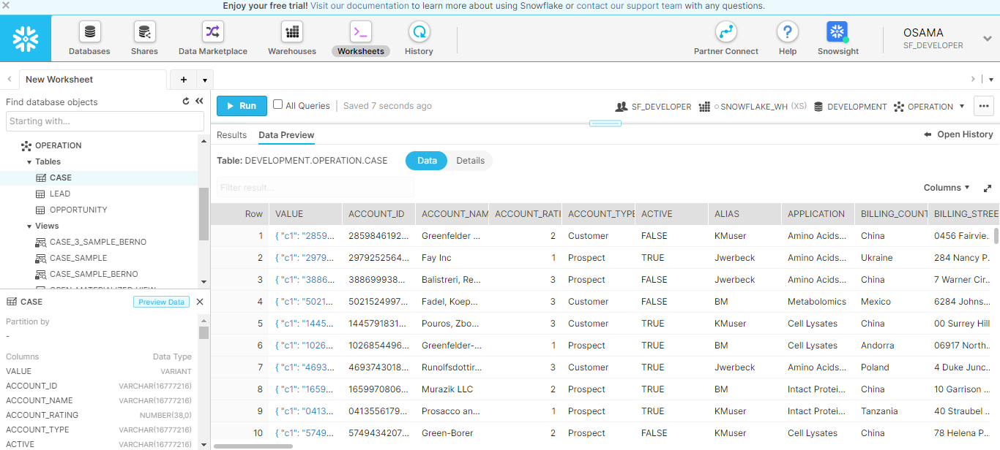 Enjoy your free trial! Visit our documentation to learn more about using Snowflake or contact our support team with any questions.
Databases Shares Data Marketplace Warehouses Worksheets History Partner Connect Help Snowsight OSAMA
SF_DEVELOPER
New Worksheet
Find database objects
Starting with...
OPERATION
Tables
CASE
LEAD
OPPORTUNITY
Views
CASE_3_SAMPLE_BERNO
CASE_SAMPLE
CASE_SAMPLE_BERNO
CASE Preview Data
Partition by
-
Columns Data Type
VALUE VARIANT
ACCOUNT_ID VARCHAR(16777216)
ACCOUNT_NAME VARCHAR(16777216)
ACCOUNT_RATING NUMBER(38,0)
ACCOUNT_TYPE VARCHAR(16777216)
ACTIVE VARCHAR(16777216)
Run All Queries Saved 7 seconds ago SF_DEVELOPER SNOWFLAKE_WH (XS) DEVELOPMENT OPERATION ...
Results Data Preview Open History
Table: DEVELOPMENT.OPERATION.CASE Data Details
Filter result...
Columns
Row VALUE ACCOUNT_ID ACCOUNT_NAM ACCOUNT_RATI ACCOUNT_TYPE ACTIVE ALIAS APPLICATION BILLING_COUNT BILLING_STREE
1 { "c1": "2859... 2859846192... Greenfelder ... 2 Customer FALSE KMuser Amino Acids... China 0456 Fairvie...
2 { "c1": "2979... 2979252564... Fay Inc 1 Prospect TRUE Jwerbeck Amino Acids... Ukraine 284 Nancy P...
3 { "c1": "3886... 388699938... Balistreri, Re... 3 Prospect FALSE Jwerbeck Amino Acids... China 7 Warner Cir...
4 { "c1": "5021... 5021524997... Fadel, Koep... 3 Customer FALSE BM Metabolomics Mexico 6284 Johns...
5 { "c1": "1445... 1445791831... Pouros, Zbo... 3 Customer TRUE KMuser Cell Lysates China 00 Surrey Hill
6 { "c1": "1026... 1026854496... Greenfelder-... 1 Prospect TRUE BM Cell Lysates Andorra 06917 North...
7 { "c1": "4693... 4693743018... Runolfsdottir... 3 Customer TRUE Jwerbeck Amino Acids... Poland 4 Duke Junc...
8 { "c1": "1659... 1659970806... Murazik LLC 2 Prospect TRUE BM Intact Protei... China 10 Garrison ...
9 { "c1": "0413... 0413556179... Prosacco an... 1 Prospect TRUE KMuser Intact Protei... Tanzania 40 Straubel ...
10 { "c1": "5749... 5749434207... Green-Borer 2 Prospect FALSE KMuser Cell Lysates China 78 Helena P...